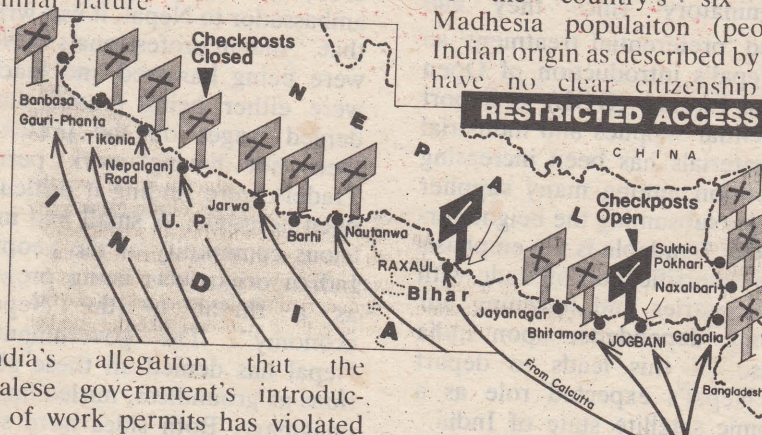 nature
the country's six
Madhesia populaiton (peo
Indian origin as described by
have no clear citizenship
RESTRICTED ACCESS
Checkposts
Closed
NEPAL
CHINA
Banbasa
Gauri-Phanta
Tikonia
Nepalganj
Road
U.P.
Jarwa
Barhi
Nautanwa
INDIA
RAXAUL
Bihar
Checkposts
Open
Sukhia
Pokhari
Naxalbari
Jayanagar
Bhitamore
JOGBANI
Galgalia
Bangladesh
From Calcutta
ndia's allegation that the
alese government's introduc-
of work permits has violated